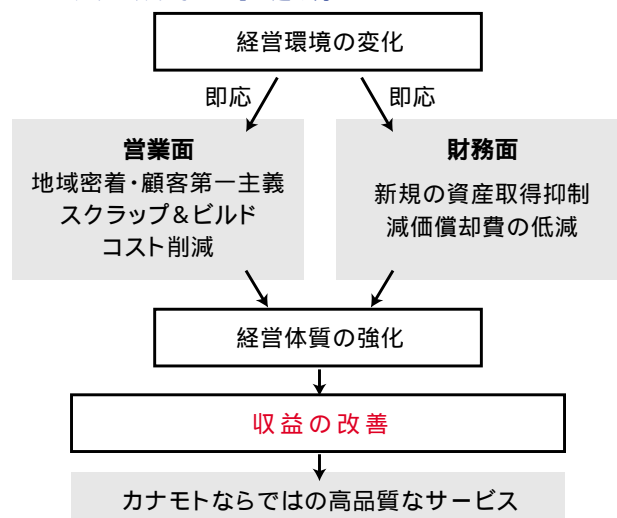 経営環境の変化
即応
即応
営業面
地域密着・顧客第一主義
スクラップ＆ビルド
コスト削減
財務面
新規の資産取得抑制
減価償却費の低減
経営体質の強化
収益の改善
カナモトならではの高品質なサービス